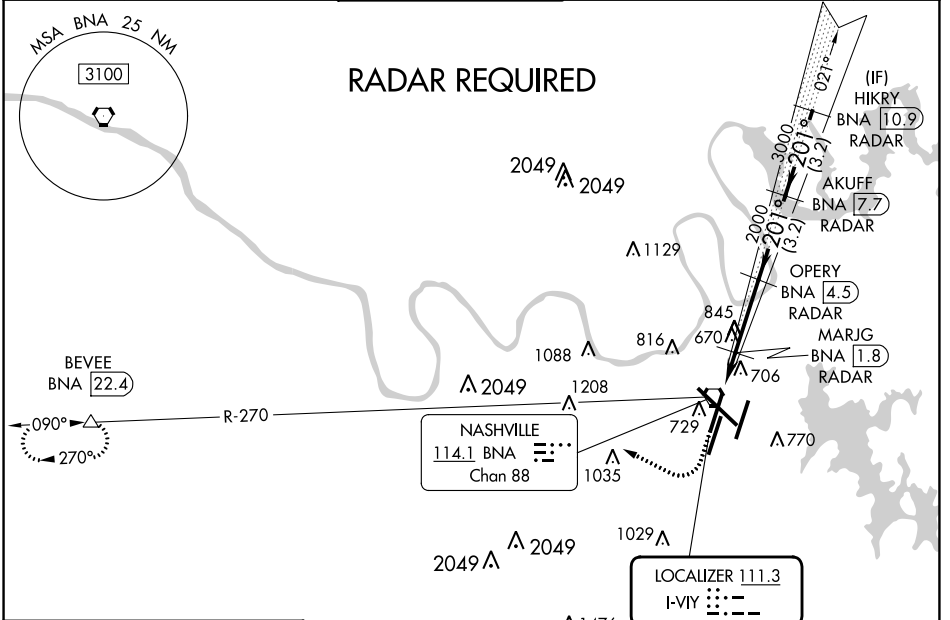 MSA BNA 25 NM
3100
RADAR REQUIRED
021°
(IF)
HIKRY
BNA 10.9
RADAR
3000
201°
(3.2)
AKUFF
BNA 7.7
RADAR
2000
201°
(3.2)
OPERY
BNA 4.5
RADAR
MARJG
BNA 1.8
RADAR
2049
2049
1129
845
670
816
706
1088
2049
1208
729
770
BEVEE
BNA 22.4
090°
270°
R-270
NASHVILLE
114.1 BNA
Chan 88
1035
1029
2049
2049
LOCALIZER 111.3
I-VIY